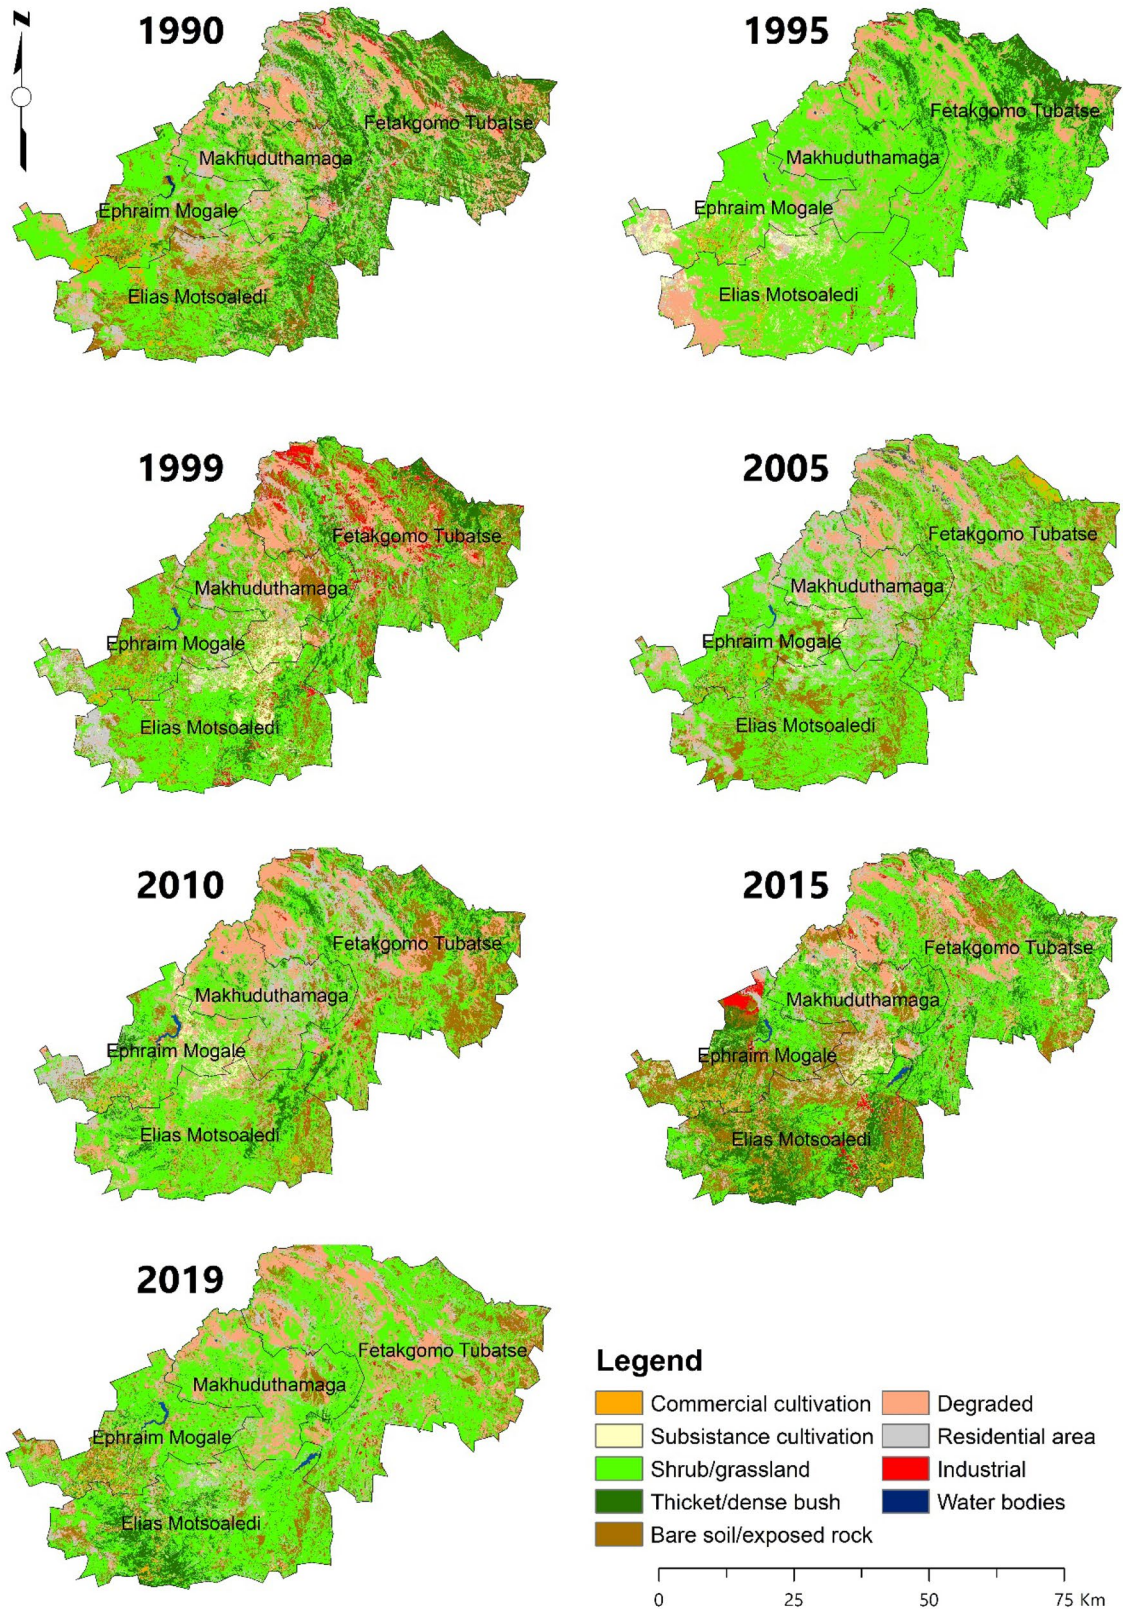 N
1990
Fetakgomo Tubatse
Makhuduthamaga
Ephraim Mogale
Elias Motsoaledi
1995
Fetakgomo Tubatse
Makhuduthamaga
Ephraim Mogale
Elias Motsoaledi
1999
Fetakgomo Tubatse
Makhuduthamaga
Ephraim Mogale
Elias Motsoaledi
2005
Fetakgomo Tubatse
Makhuduthamaga
Ephraim Mogale
Elias Motsoaledi
2010
Fetakgomo Tubatse
Makhuduthamaga
Ephraim Mogale
Elias Motsoaledi
2015
Fetakgomo Tubatse
Makhuduthamaga
Ephraim Mogale
Elias Motsoaledi
2019
Fetakgomo Tubatse
Makhuduthamaga
Ephraim Mogale
Elias Motsoaledi
Legend
Commercial cultivation
Subsistance cultivation
Shrub/grassland
Thicket/dense bush
Bare soil/exposed rock
Degraded
Residential area
Industrial
Water bodies
0 25 50 75 Km